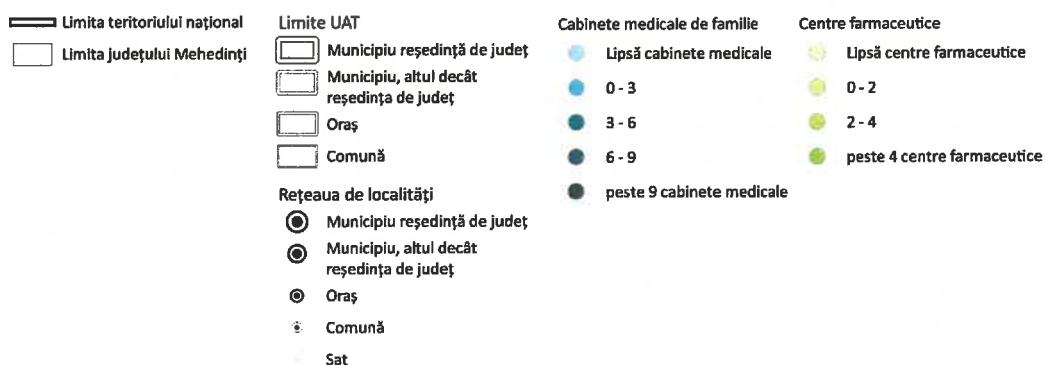 Limita teritoriului național
Limita județului Mehedinți
Limite UAT
Municipiu reședință de județ
Municipiu, altul decât
reședința de județ
Oraș
Comună
Rețeaua de localități
Municipiu reședință de județ
Municipiu, altul decât
reședința de județ
Oraș
Comună
Sat
Cabinete medicale de familie
Lipsă cabinete medicale
0 - 3
3 - 6
6 - 9
peste 9 cabinete medicale
Centre farmaceutice
Lipsă centre farmaceutice
0 - 2
2 - 4
peste 4 centre farmaceutice